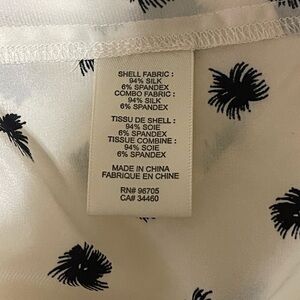 SHELL FABRIC :
94% SILK
6% SPANDEX
COMBO FABRIC :
94% SILK
6% SPANDEX
TISSU DE SHELL :
94% SOIE
6% SPANDEX
TISSUE COMBINE :
94% SOIE
6% SPANDEX
MADE IN CHINA
FABRIQUE EN CHINE
RN# 96705
CA# 34460